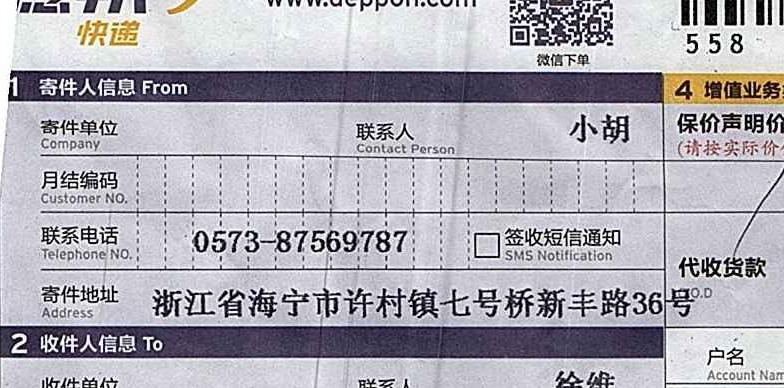 快递
www.deppon.com
微信下单
558
1 寄件人信息 From
4 增值业务
寄件单位
Company
联系人
Contact Person
小胡
保价声明价
(请按实际价
月结编码
Customer NO.
联系电话
Telephone NO.
0573-87569787
签收短信通知
SMS Notification
代收货款
O.D
寄件地址
Address
浙江省海宁市许村镇七号桥新丰路36号
2 收件人信息 To
户名
Account Nam
收件单位
联系人
徐维